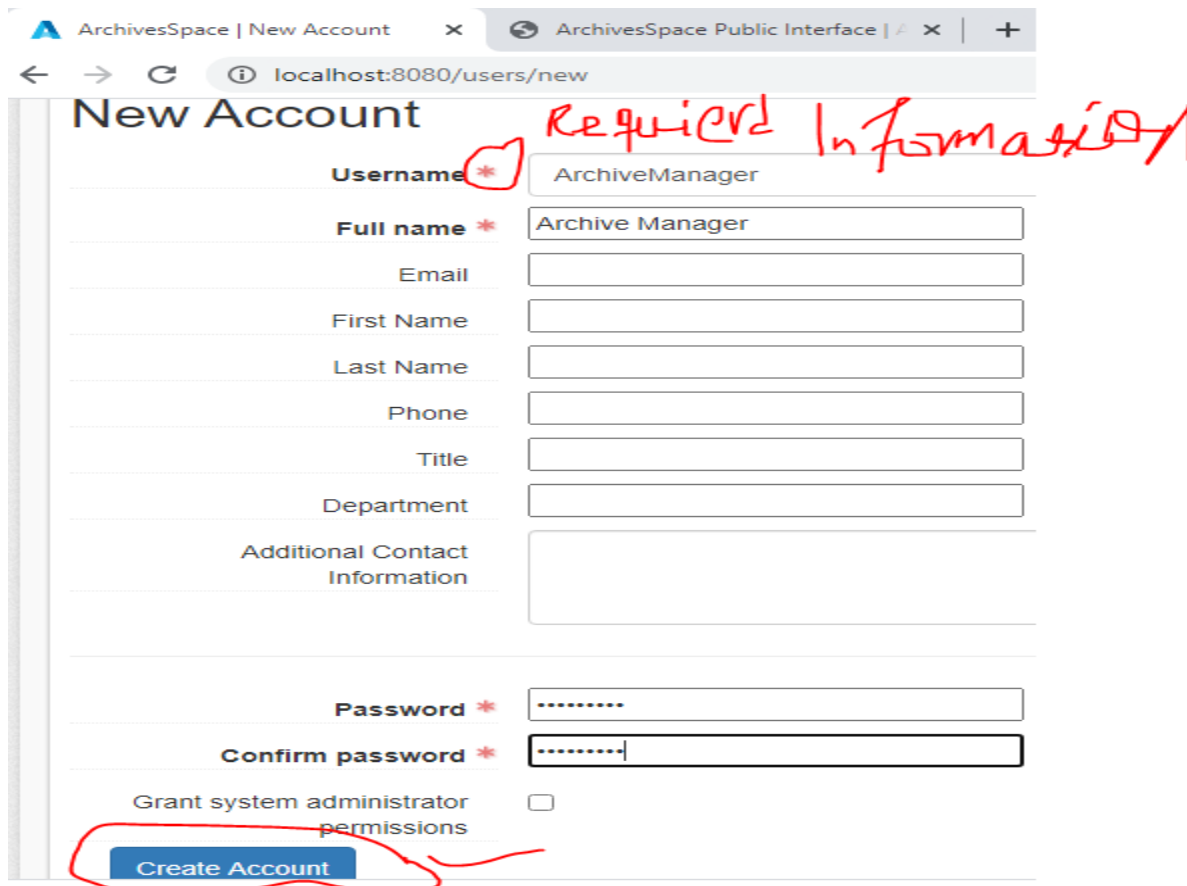 ArchivesSpace | New Account
ArchivesSpace Public Interface | A
localhost:8080/users/new
New Account
Requierd Information
Username * ArchiveManager
Full name * Archive Manager
Email
First Name
Last Name
Phone
Title
Department
Additional Contact
Information
Password * •••••••••
Confirm password * •••••••••
Grant system administrator
permissions
Create Account